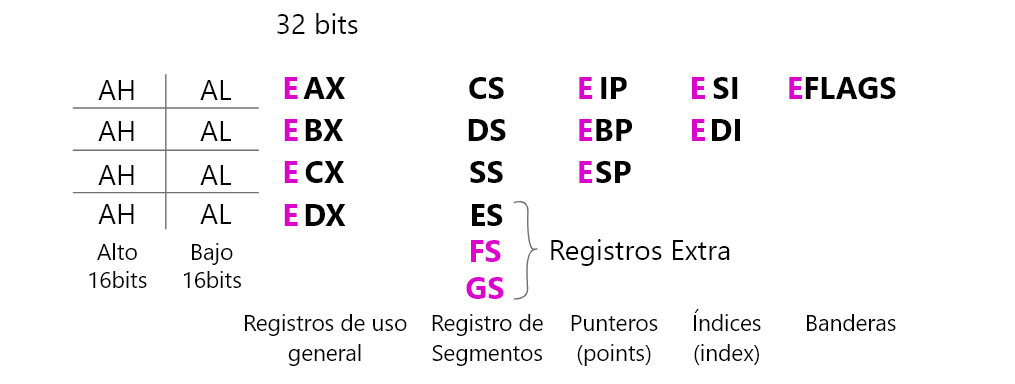 32 bits
AH AL E AX CS E IP E SI EFLAGS
AH AL E BX DS EBP E DI
AH AL E CX SS ESP
AH AL E DX ES
FS
GS
Registros Extra
Alto 16bits
Bajo 16bits
Registros de uso general
Registro de Segmentos
Punteros (points)
Índices (index)
Banderas